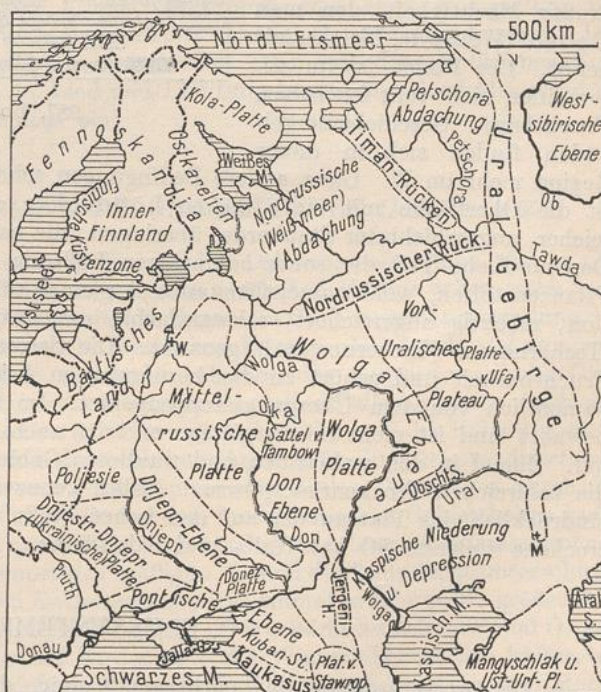 500 km
Nördl. Eismeer
Kola-Platte
Petschora
Abdachung
West-
sibirische
Ebene
Ob
Fennoskandia
Ostkarelien
Weißes
M.
Timan-Rücken
Petschora
Ural Gebirge
Finnische Küstenzone
Inner
Finnland
Nordrussische
(Weißmeer)
Abdachung
Tawda
Ostsee
Nordrussischer Rück.
Baltisches
Land
W.
Wolga
Wolga Ebene
Vor
Uralisches
Plateau
Platte
v. Ufa
Mittel-
russische
Platte
Oka
Sattel v.
Tambow
Wolga
Platte
Poljesje
Don
Ebene
Don
Obschtš.
Ural
Dnjestr-Dnjepr
(Ukrainische) Platte
Dnjepr
Dnjepr-Ebene
M
Kaspische Niederung
u. Depression
Donez
Platte
Jergeni
H.
Wolga
Pruth
Pontische
Ebene
Kuban-St.
Donau
Jaila-G.
Kaukasus
Plat. v.
Stawrop.
Kaspisch. M.
Aral
S.
Schwarzes M.
Mangyschlak u.
Ust-Urt-Pl.